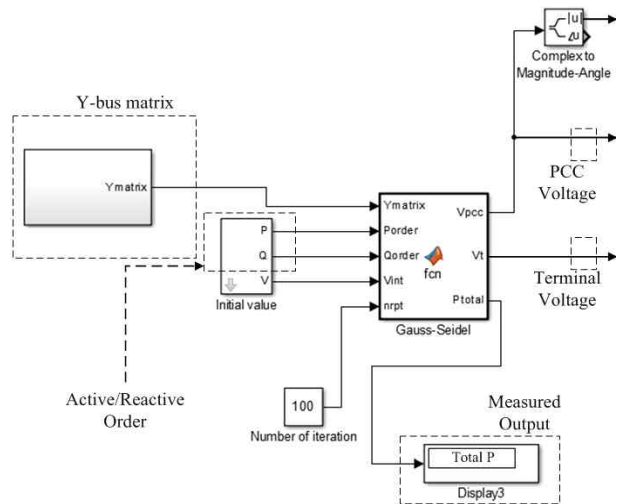 |u|
∠u
Complex to
Magnitude-Angle
Y-bus matrix
Ymatrix
PCC
Voltage
P
Q
V
Initial value
Ymatrix
Porder
Qorder
Vint
nrpt
fcn
Vpcc
Vt
Ptotal
Gauss-Seidel
Terminal
Voltage
Active/Reactive
Order
100
Number of iteration
Measured
Output
Total P
Display3